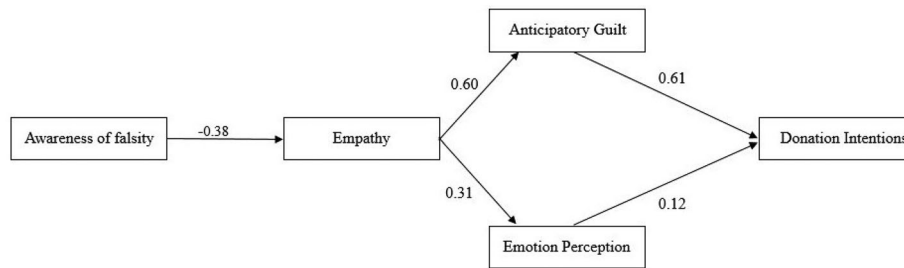 Anticipatory Guilt
0.60
0.61
Awareness of falsity
-0.38
Empathy
Donation Intentions
0.31
0.12
Emotion Perception